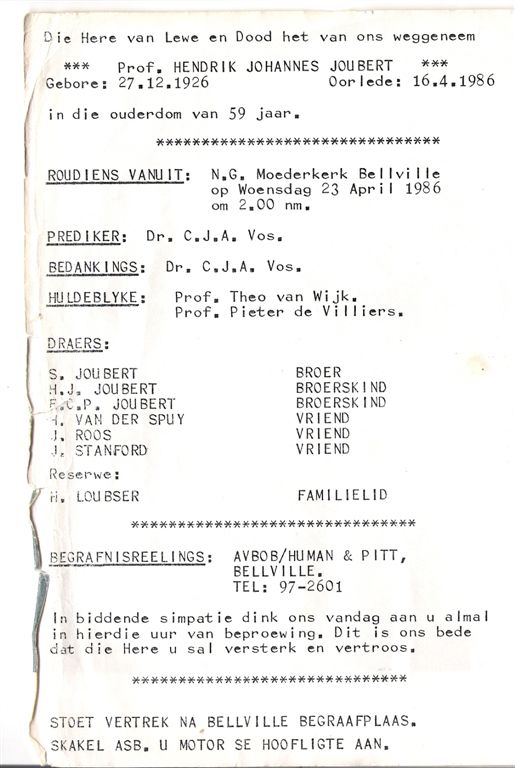 Die Here van Lewe en Dood het van ons weggeneem
*** Prof. HENDRIK JOHANNES JOUBERT ***
Gebore: 27.12.1926 Oorlede: 16.4.1986
in die ouderdom van 59 jaar.
*******************************
ROUDIENS VANUIT: N.G. Moederkerk Bellville
op Woensdag 23 April 1986
om 2.00 nm.
PREDIKER: Dr. C.J.A. Vos.
BEDANKINGS: Dr. C.J.A. Vos.
HULDEBLYKE: Prof. Theo van Wijk.
Prof. Pieter de Villiers.
DRAERS:
S. JOUBERT BROER
H.J. JOUBERT BROERSKIND
F.C.P. JOUBERT BROERSKIND
H. VAN DER SPUY VRIEND
J. ROOS VRIEND
J. STANFORD VRIEND
Reserwe:
H. LOUBSER FAMILIELID
*******************************
BEGRAFNISREELINGS: AVBOB/HUMAN & PITT,
BELLVILLE.
TEL: 97-2601
In biddende simpatie dink ons vandag aan u almal
in hierdie uur van beproewing. Dit is ons bede
dat die Here u sal versterk en vertroos.
******************************
STOET VERTREK NA BELLVILLE BEGRAAFPLAAS.
SKAKEL ASB. U MOTOR SE HOOFLIGTE AAN.